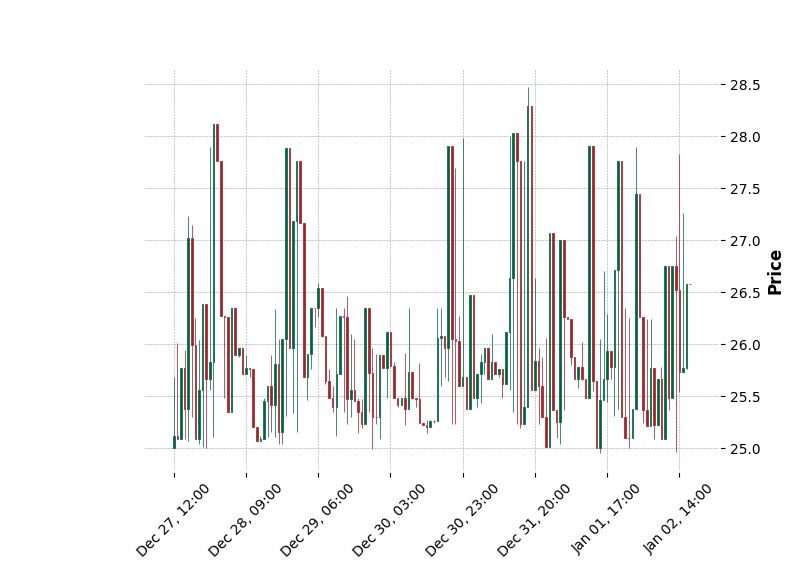 28.5
28.0
27.5
27.0
26.5
26.0
25.5
25.0
Price
Dec 27, 12:00
Dec 28, 09:00
Dec 29, 06:00
Dec 30, 03:00
Dec 30, 23:00
Dec 31, 20:00
Jan 01, 17:00
Jan 02, 14:00